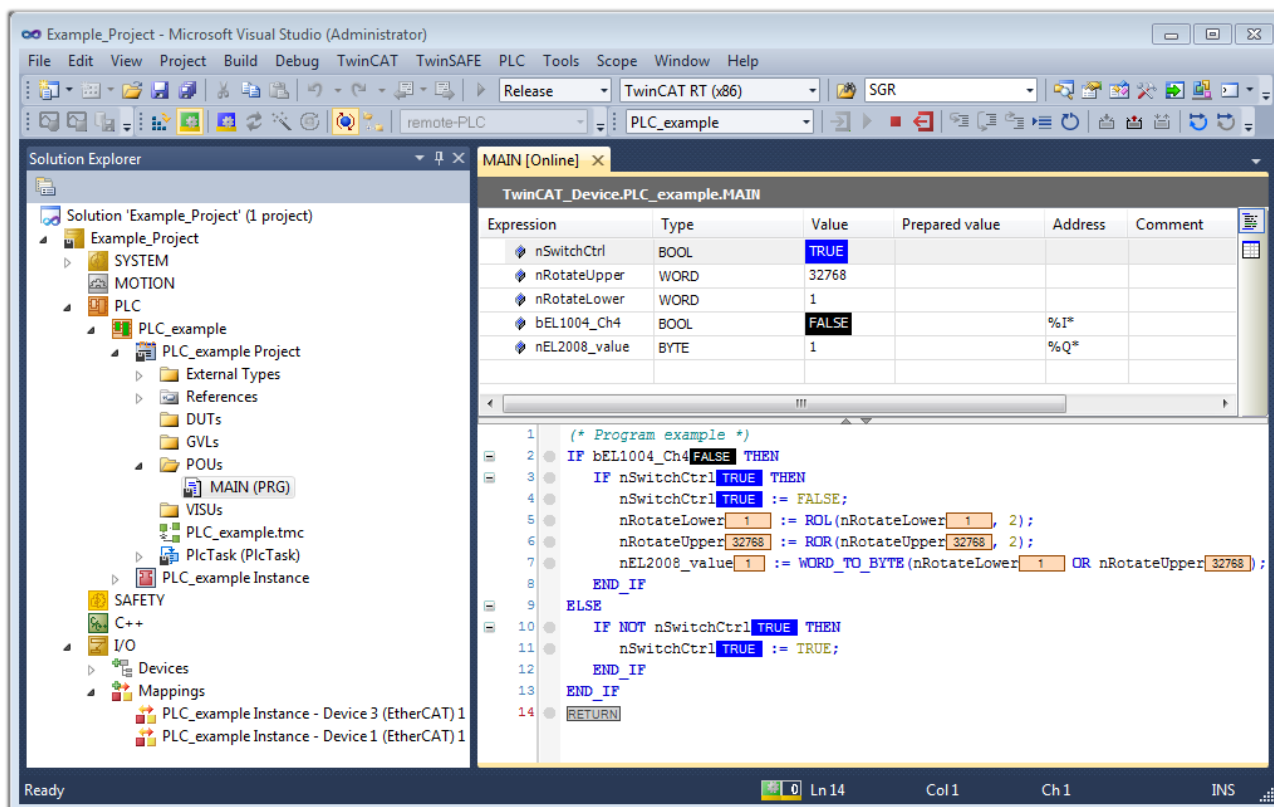 Example_Project - Microsoft Visual Studio (Administrator)
File Edit View Project Build Debug TwinCAT TwinSAFE PLC Tools Scope Window Help
Release TwinCAT RT (x86) SGR
remote-PLC PLC_example
Solution Explorer
Solution 'Example_Project' (1 project)
Example_Project
SYSTEM
MOTION
PLC
PLC_example
PLC_example Project
External Types
References
DUTs
GVLs
POUs
MAIN (PRG)
VISUs
PLC_example.tmc
PlcTask (PlcTask)
PLC_example Instance
SAFETY
C++
I/O
Devices
Mappings
PLC_example Instance - Device 3 (EtherCAT) 1
PLC_example Instance - Device 1 (EtherCAT) 1
MAIN [Online]
TwinCAT_Device.PLC_example.MAIN
Expression Type Value Prepared value Address Comment
nSwitchCtrl BOOL TRUE
nRotateUpper WORD 32768
nRotateLower WORD 1
bEL1004_Ch4 BOOL FALSE %I*
nEL2008_value BYTE 1 %Q*
1 (* Program example *)
2 IF bEL1004_Ch4 FALSE THEN
3 IF nSwitchCtrl TRUE THEN
4 nSwitchCtrl TRUE := FALSE;
5 nRotateLower 1 := ROL(nRotateLower 1 , 2);
6 nRotateUpper 32768 := ROR(nRotateUpper 32768 , 2);
7 nEL2008_value 1 := WORD_TO_BYTE(nRotateLower 1 OR nRotateUpper 32768 );
8 END_IF
9 ELSE
10 IF NOT nSwitchCtrl TRUE THEN
11 nSwitchCtrl TRUE := TRUE;
12 END_IF
13 END_IF
14 RETURN
Ready 0 Ln 14 Col 1 Ch 1 INS